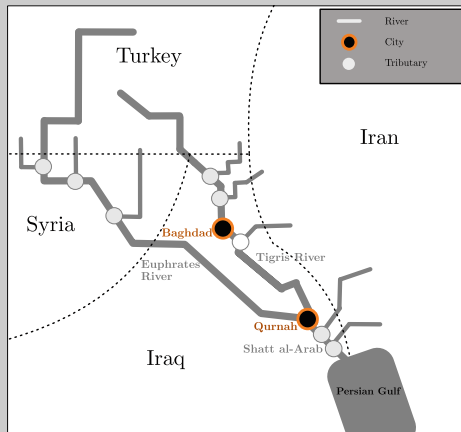 River
City
Tributary
Turkey
Iran
Syria
Baghdad
Tigris River
Euphrates
River
Qurnah
Shatt al-Arab
Iraq
Persian Gulf